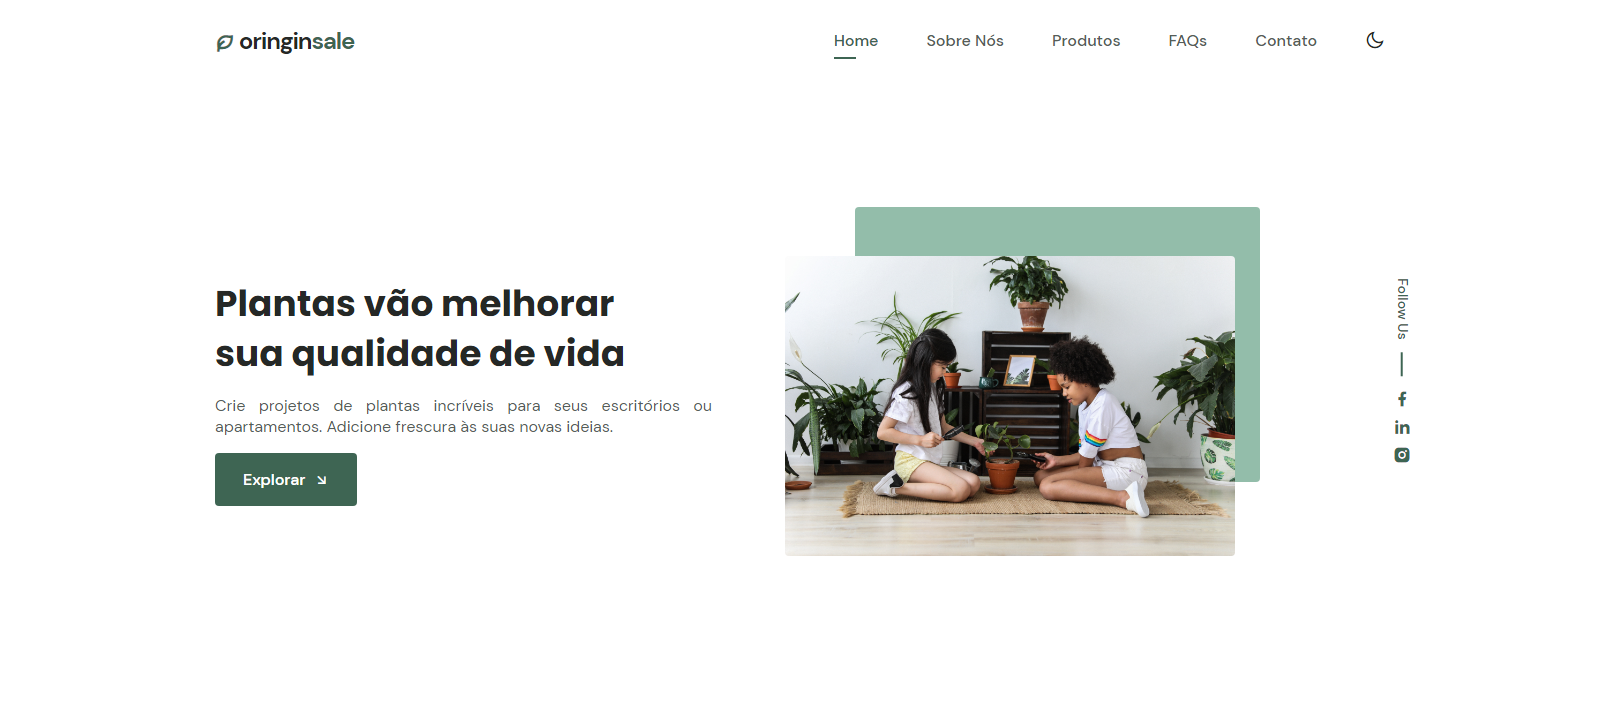 oringinsale
Home
Sobre Nós
Produtos
FAQs
Contato
Plantas vão melhorar
sua qualidade de vida
Crie projetos de plantas incríveis para seus escritórios ou
apartamentos. Adicione frescura às suas novas ideias.
Explorar
Follow Us